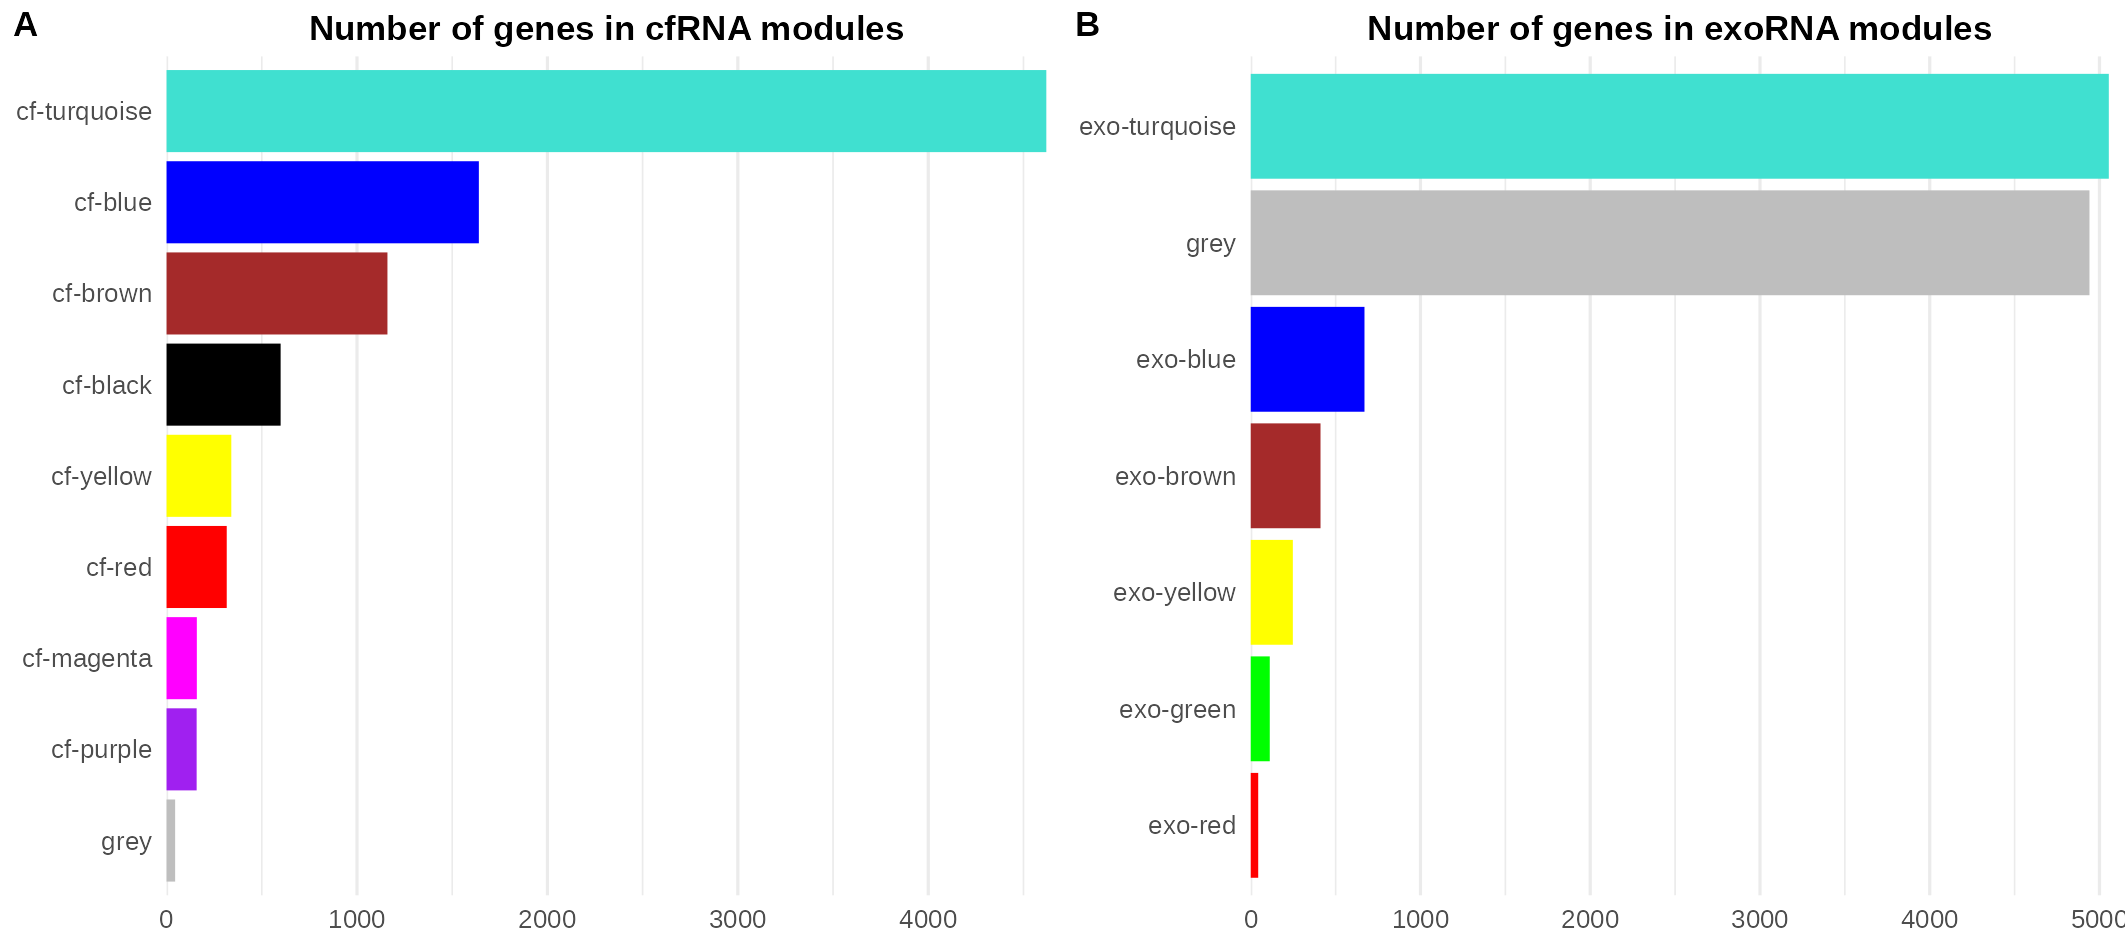 A
Number of genes in cfRNA modules
cf-turquoise
cf-blue
cf-brown
cf-black
cf-yellow
cf-red
cf-magenta
cf-purple
grey
0 1000 2000 3000 4000
B
Number of genes in exoRNA modules
exo-turquoise
grey
exo-blue
exo-brown
exo-yellow
exo-green
exo-red
0 1000 2000 3000 4000 5000